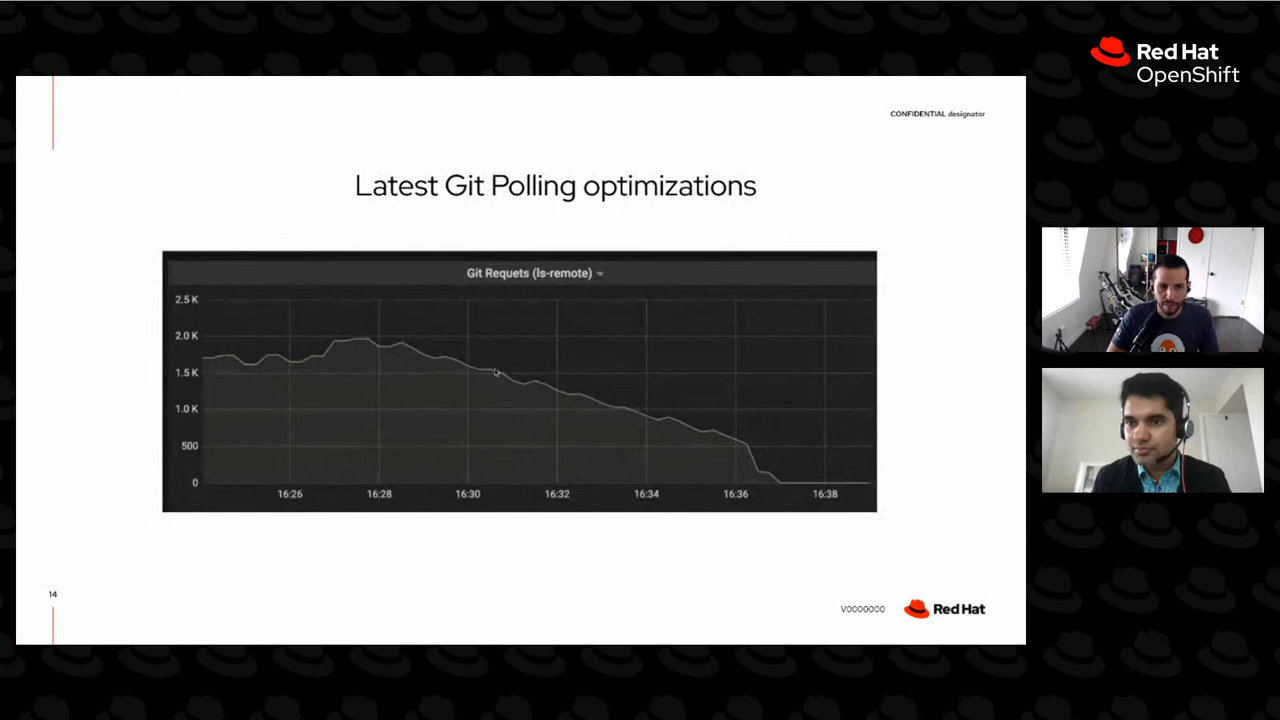 Red Hat
OpenShift
CONFIDENTIAL designator
Latest Git Polling optimizations
Git Requets (ls-remote)
2.5 K
2.0 K
1.5 K
1.0 K
500
0
16:26 16:28 16:30 16:32 16:34 16:36 16:38
14
V0000000
Red Hat